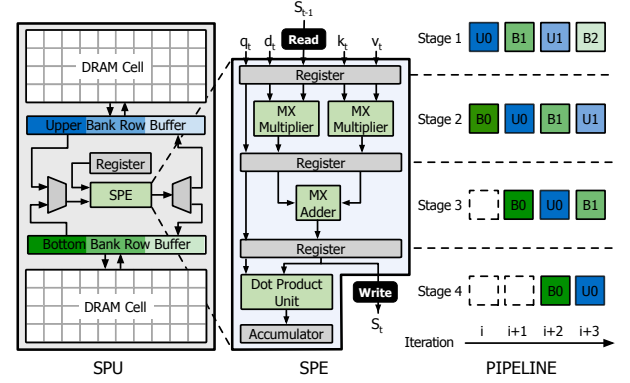 DRAM Cell
Upper Bank Row Buffer
Register
SPE
Bottom Bank Row Buffer
DRAM Cell
SPU
S_{t-1}
Read
q_t d_t k_t v_t
Register
MX Multiplier
MX Multiplier
Register
MX Adder
Register
Dot Product Unit
Write
S_t
Accumulator
SPE
Stage 1 U0 B1 U1 B2
Stage 2 B0 U0 B1 U1
Stage 3 B0 U0 B1
Stage 4 B0 U0
Iteration i i+1 i+2 i+3
PIPELINE